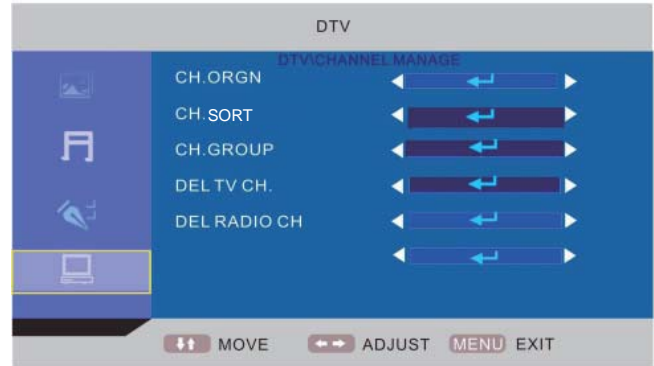 DTV
DTV\CHANNEL MANAGE
CH.ORGN
CH.SORT
CH.GROUP
DEL TV CH.
DEL RADIO CH
MOVE ADJUST MENU EXIT